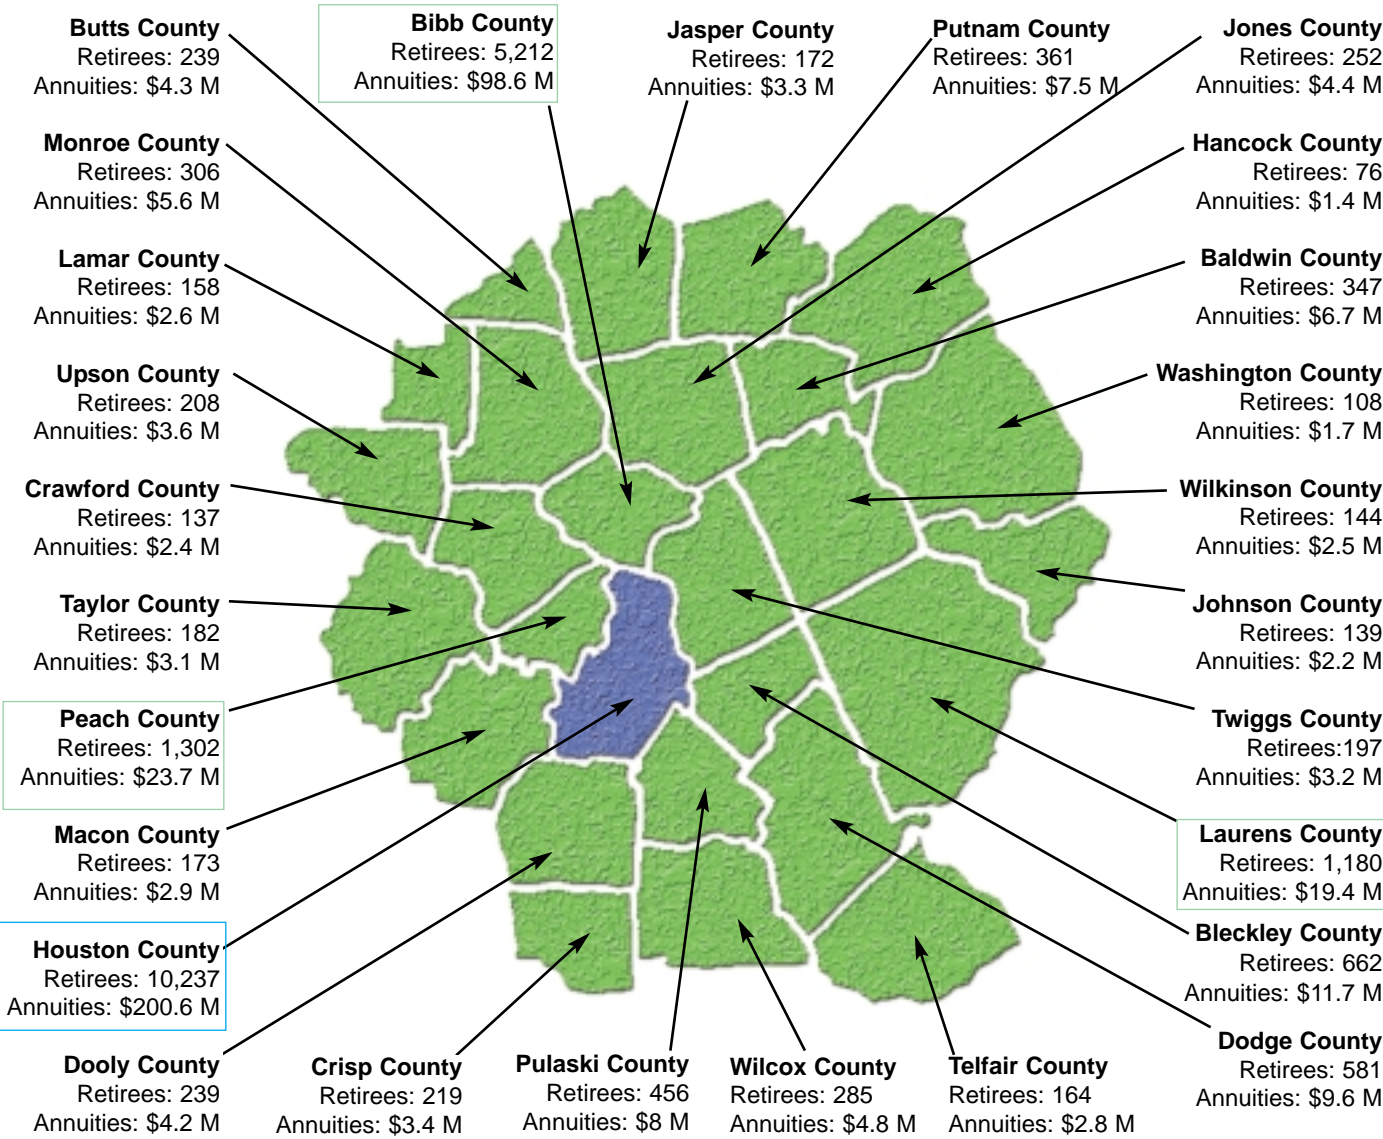 Butts County
Retirees: 239
Annuities: $4.3 M
Bibb County
Retirees: 5,212
Annuities: $98.6 M
Jasper County
Retirees: 172
Annuities: $3.3 M
Putnam County
Retirees: 361
Annuities: $7.5 M
Jones County
Retirees: 252
Annuities: $4.4 M
Monroe County
Retirees: 306
Annuities: $5.6 M
Hancock County
Retirees: 76
Annuities: $1.4 M
Lamar County
Retirees: 158
Annuities: $2.6 M
Baldwin County
Retirees: 347
Annuities: $6.7 M
Upson County
Retirees: 208
Annuities: $3.6 M
Washington County
Retirees: 108
Annuities: $1.7 M
Crawford County
Retirees: 137
Annuities: $2.4 M
Wilkinson County
Retirees: 144
Annuities: $2.5 M
Taylor County
Retirees: 182
Annuities: $3.1 M
Johnson County
Retirees: 139
Annuities: $2.2 M
Peach County
Retirees: 1,302
Annuities: $23.7 M
Twiggs County
Retirees:197
Annuities: $3.2 M
Macon County
Retirees: 173
Annuities: $2.9 M
Laurens County
Retirees: 1,180
Annuities: $19.4 M
Houston County
Retirees: 10,237
Annuities: $200.6 M
Bleckley County
Retirees: 662
Annuities: $11.7 M
Dooly County
Retirees: 239
Annuities: $4.2 M
Crisp County
Retirees: 219
Annuities: $3.4 M
Pulaski County
Retirees: 456
Annuities: $8 M
Wilcox County
Retirees: 285
Annuities: $4.8 M
Telfair County
Retirees: 164
Annuities: $2.8 M
Dodge County
Retirees: 581
Annuities: $9.6 M